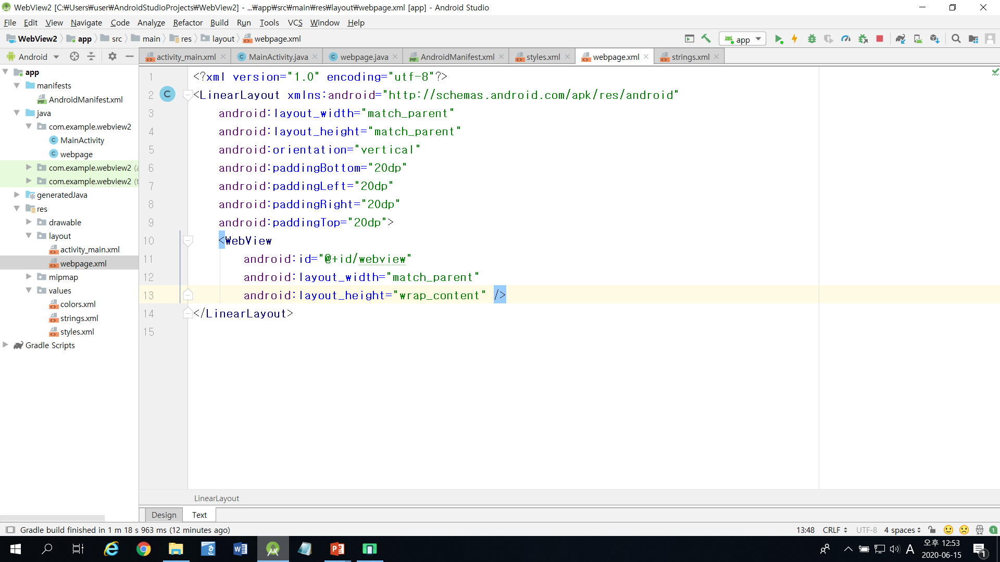 WebView2 [C:₩Users₩user₩AndroidStudioProjects₩WebView2] - ...₩app₩src₩main₩res₩layout₩webpage.xml [app] - Android Studio
File Edit View Navigate Code Analyze Refactor Build Run Tools VCS Window Help
WebView2 app src main res layout webpage.xml
app
Android
activity_main.xml MainActivity.java webpage.java AndroidManifest.xml styles.xml webpage.xml strings.xml
app
manifests
AndroidManifest.xml
java
com.example.webview2
MainActivity
webpage
com.example.webview2 (a
com.example.webview2 (t
generatedJava
res
drawable
layout
activity_main.xml
webpage.xml
mipmap
values
colors.xml
strings.xml
styles.xml
Gradle Scripts
1 <?xml version="1.0" encoding="utf-8"?>
2 <LinearLayout xmlns:android="http://schemas.android.com/apk/res/android"
3 android:layout_width="match_parent"
4 android:layout_height="match_parent"
5 android:orientation="vertical"
6 android:paddingBottom="20dp"
7 android:paddingLeft="20dp"
8 android:paddingRight="20dp"
9 android:paddingTop="20dp">
10 <WebView
11 android:id="@+id/webview"
12 android:layout_width="match_parent"
13 android:layout_height="wrap_content" />
14 </LinearLayout>
15
LinearLayout
Design Text
Gradle build finished in 1 m 18 s 963 ms (12 minutes ago)
13:48 CRLF UTF-8 4 spaces 1
A
오후 12:53
2020-06-15
1